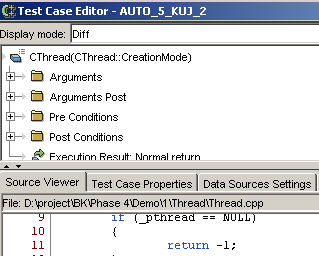 Test Case Editor - AUTO_5_KUJ_2
Display mode: Diff
CThread(CThread::CreationMode)
Arguments
Arguments Post
Pre Conditions
Post Conditions
Execution Result: Normal return
Source Viewer Test Case Properties Data Sources Settings
File: D:\project\BK\Phase 4\Demo\1\Thread\Thread.cpp
9 if (_pthread == NULL)
10 {
11 return -1;